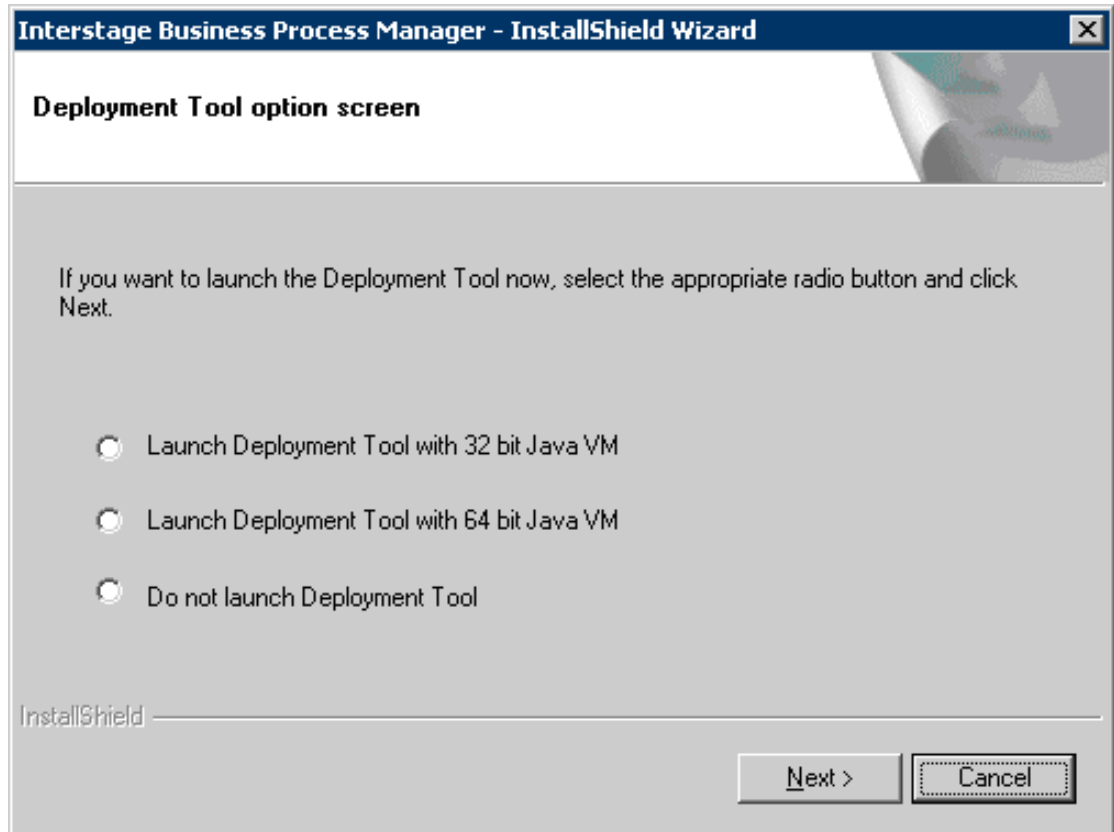 Interstage Business Process Manager - InstallShield Wizard
Deployment Tool option screen
If you want to launch the Deployment Tool now, select the appropriate radio button and click
Next.
Launch Deployment Tool with 32 bit Java VM
Launch Deployment Tool with 64 bit Java VM
Do not launch Deployment Tool
InstallShield
Next >
Cancel